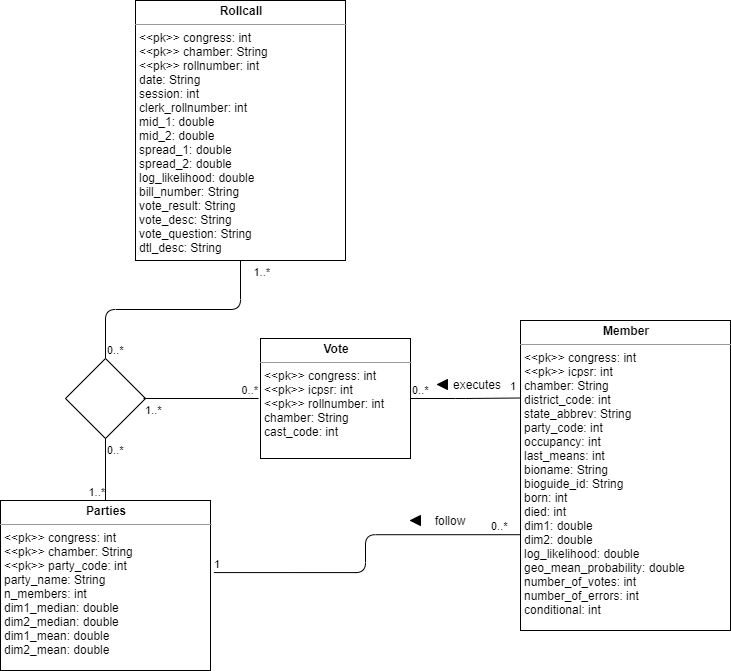 Rollcall
<<pk>> congress: int
<<pk>> chamber: String
<<pk>> rollnumber: int
date: String
session: int
clerk_rollnumber: int
mid_1: double
mid_2: double
spread_1: double
spread_2: double
log_likelihood: double
bill_number: String
vote_result: String
vote_desc: String
vote_question: String
dtl_desc: String
1..*
0..*
1..*
0..*
1..*
0..*
Vote
<<pk>> congress: int
<<pk>> icpsr: int
<<pk>> rollnumber: int
chamber: String
cast_code: int
0..*
executes
1
Member
<<pk>> congress: int
<<pk>> icpsr: int
chamber: String
district_code: int
state_abbrev: String
party_code: int
occupancy: int
last_means: int
bioname: String
bioguide_id: String
born: int
died: int
dim1: double
dim2: double
log_likelihood: double
geo_mean_probability: double
number_of_votes: int
number_of_errors: int
conditional: int
Parties
<<pk>> congress: int
<<pk>> chamber: String
<<pk>> party_code: int
party_name: String
n_members: int
dim1_median: double
dim2_median: double
dim1_mean: double
dim2_mean: double
1
follow
0..*